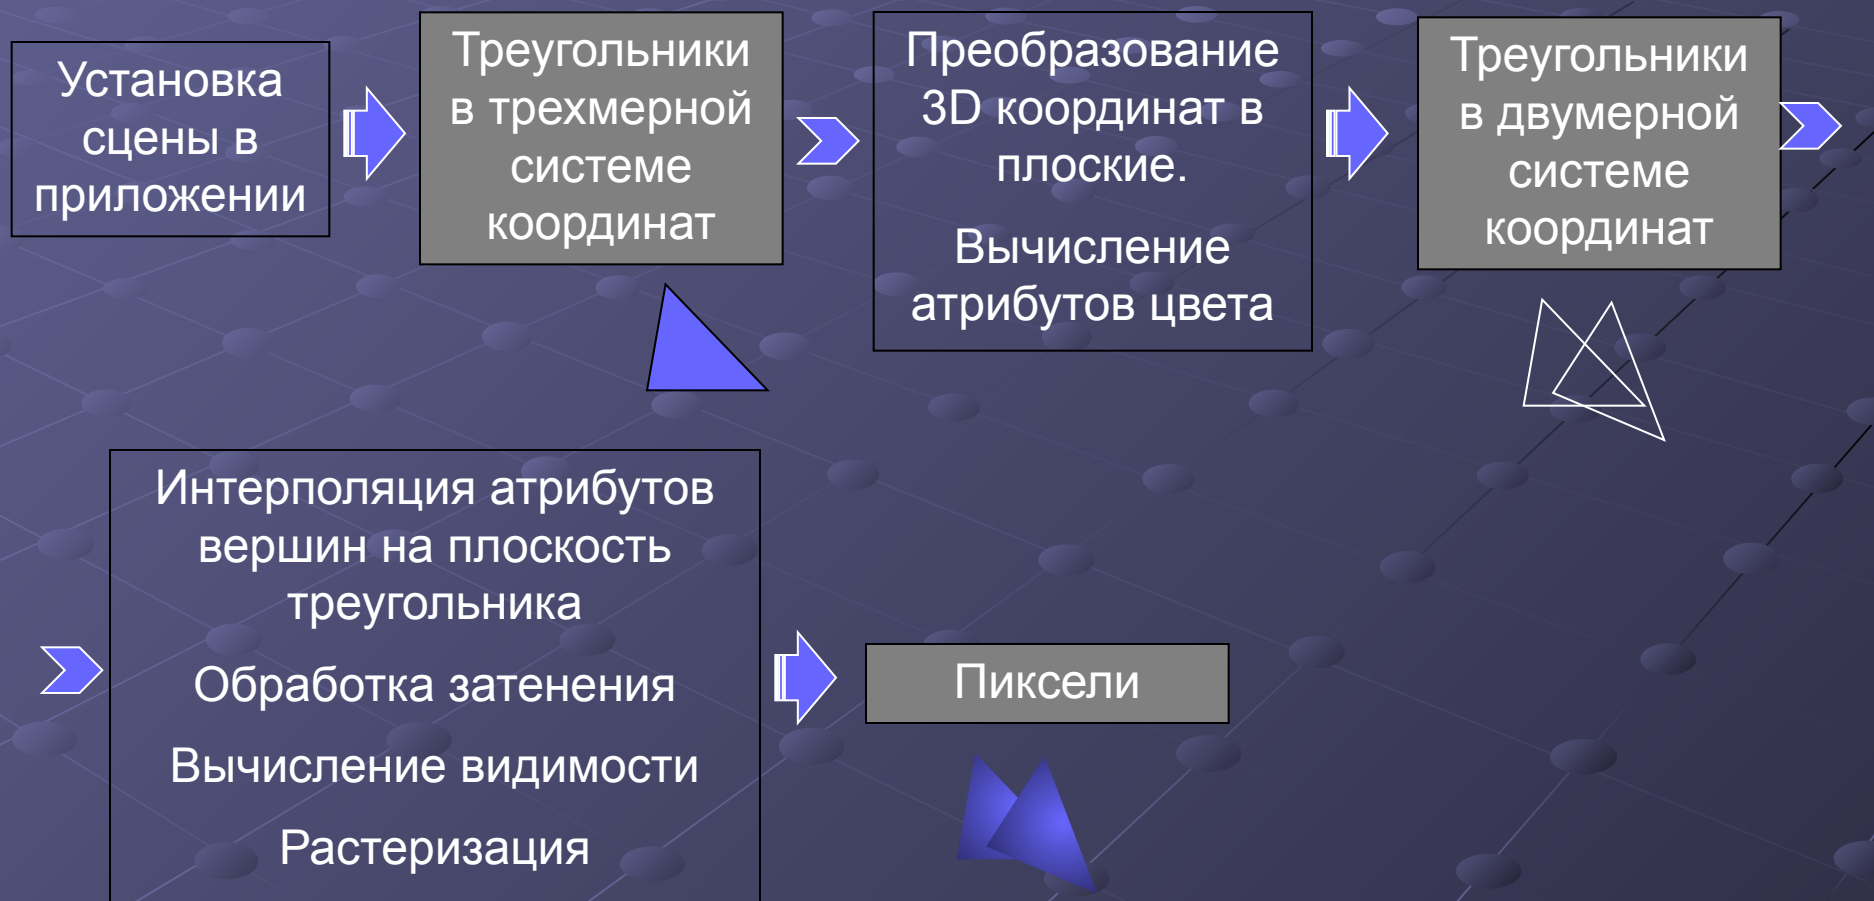 Установка
сцены в
приложении
Треугольники
в трехмерной
системе
координат
Преобразование
3D координат в
плоские.
Вычисление
атрибутов цвета
Треугольники
в двумерной
системе
координат
Интерполяция атрибутов
вершин на плоскость
треугольника
Обработка затенения
Вычисление видимости
Растеризация
Пиксели